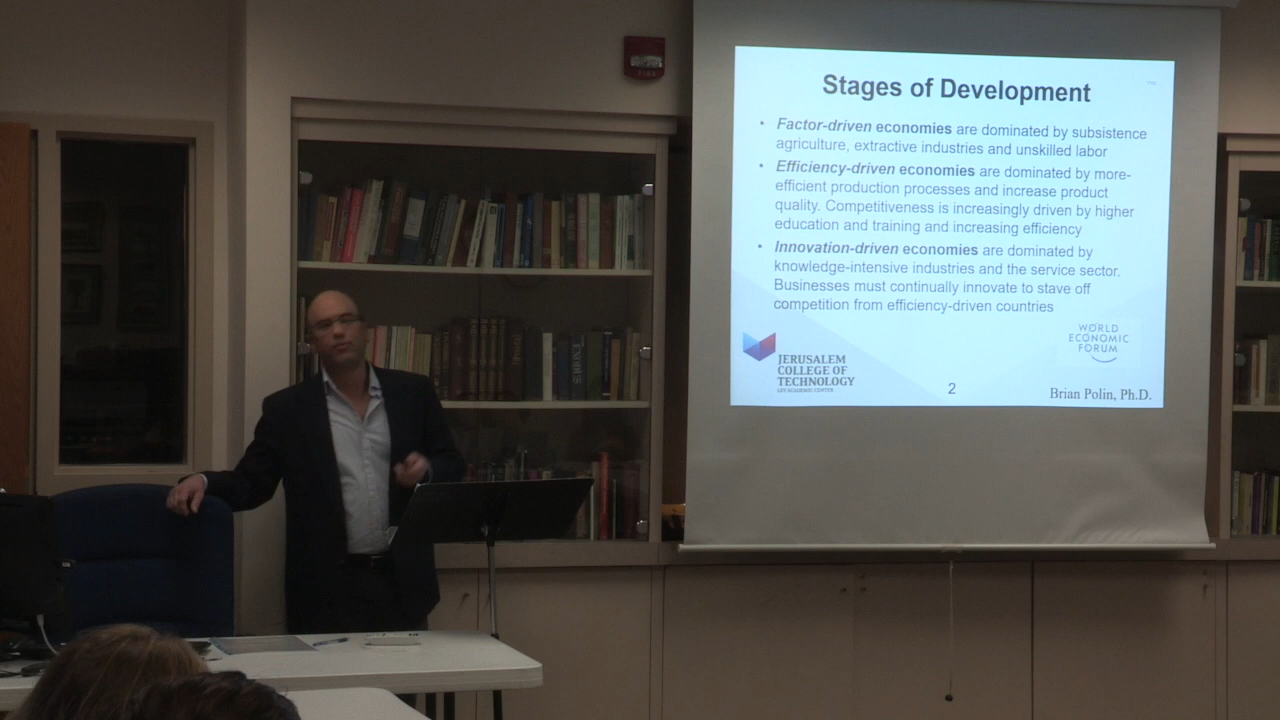 FIRE
Stages of Development
• Factor-driven economies are dominated by subsistence
agriculture, extractive industries and unskilled labor
• Efficiency-driven economies are dominated by more-
efficient production processes and increase product
quality. Competitiveness is increasingly driven by higher
education and training and increasing efficiency
• Innovation-driven economies are dominated by
knowledge-intensive industries and the service sector.
Businesses must continually innovate to stave off
competition from efficiency-driven countries
JERUSALEM
COLLEGE OF
TECHNOLOGY
LEV ACADEMIC CENTER
2
WORLD
ECONOMIC
FORUM
Brian Polin, Ph.D.